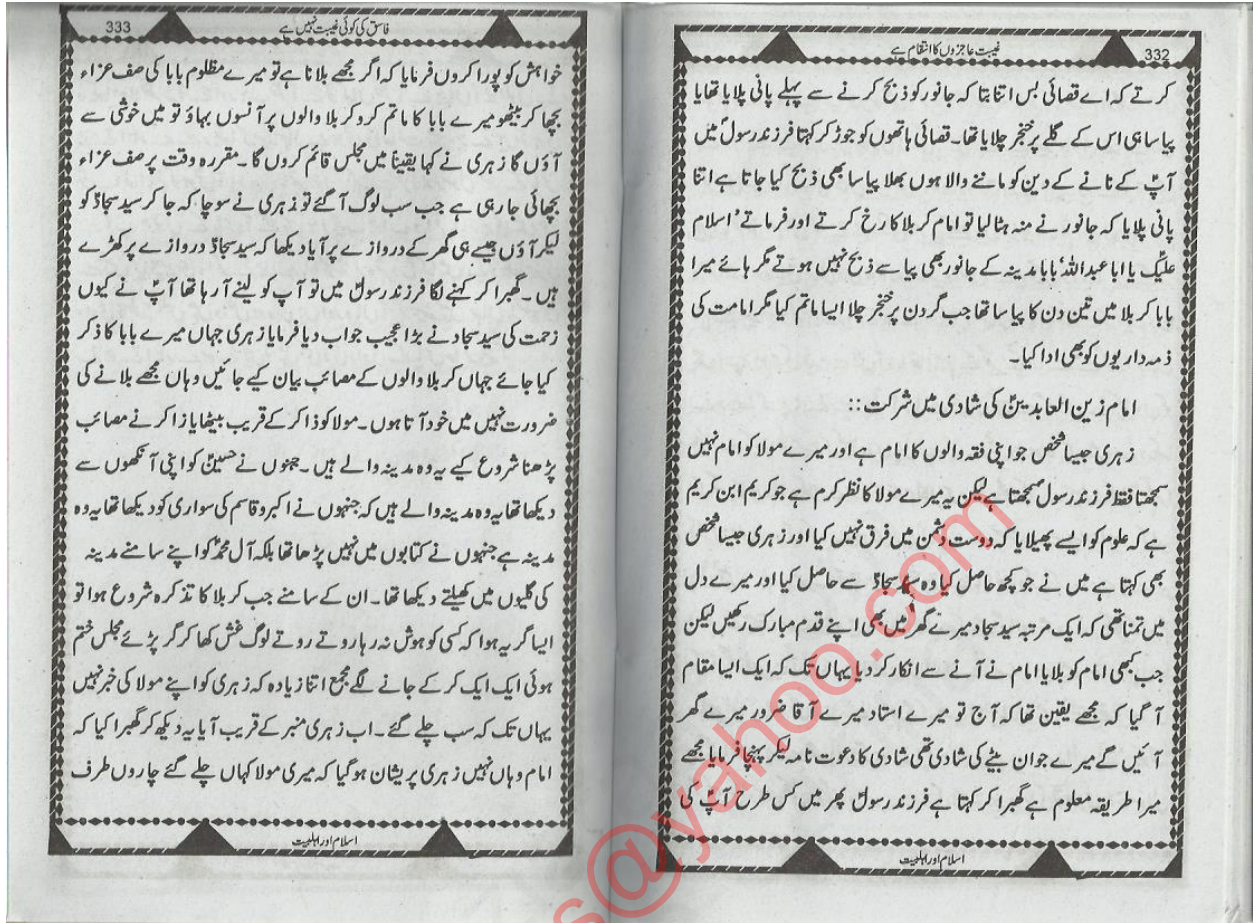 332
غیبت عاجزوں کا انتقام ہے
کرتے کہ اے قصائی بس اتنا بتا کہ جانور کو ذبح کرنے سے پہلے پانی پلایا تھا یا
پیاسا ہی اس کے گلے پر خنجر چلایا تھا۔ قصائی ہاتھوں کو جوڑ کر کہتا فرزند رسولؐ میں
آپؑ کے نانے کے دین کو ماننے والا ہوں بھلا پیاسا بھی ذبح کیا جاتا ہے اتنا
پانی پلایا کہ جانور نے منہ ہٹا لیا تو امام کربلا کا رخ کرتے اور فرماتے ’اسلام
علیک یا ابا عبداللہؑ‘ بابا مدینہ کے جانور بھی پیاسے ذبح نہیں ہوتے مگر ہائے میرا
بابا کربلا میں تین دن کا پیاسا تھا جب گردن پر خنجر چلا ایسا ماتم کیا مگر امامت کی
ذمہ داریوں کو بھی ادا کیا۔
امام زین العابدینؑ کی شادی میں شرکت::
زہری جیسا شخص جو اپنی فقہ والوں کا امام ہے اور میرے مولا کو امام نہیں
سمجھتا فقط فرزند رسولؐ سمجھتا ہے لیکن یہ میرے مولا کا نظر کرم ہے جو کریم ابن کریم
ہے کہ علوم کو ایسے پھیلایا کہ دوست دشمن میں فرق نہیں کیا اور زہری جیسا شخص
بھی کہتا ہے میں نے جو کچھ حاصل کیا وہ سید سجادؑ سے حاصل کیا اور میرے دل
میں تمنا تھی کہ ایک مرتبہ سید سجاد میرے گھر میں بھی اپنے قدم مبارک رکھیں لیکن
جب کبھی امام کو بلایا امام نے آنے سے انکار کر دیا یہاں تک کہ ایک ایسا مقام
آ گیا کہ مجھے یقین تھا کہ آج تو میرے استاد میرے آقا ضرور میرے گھر
آئیں گے میرے جوان بیٹے کی شادی تھی شادی کا دعوت نامہ لیکر پہنچا فرمایا مجھے
میرا طریقہ معلوم ہے گھبرا کر کہتا ہے فرزند رسولؐ پھر میں کس طرح آپؑ کی
اسلام اور اہلبیت
333
فاسق کی کوئی غیبت نہیں ہے
خواہش کو پورا کروں فرمایا کہ اگر مجھے بلانا ہے تو میرے مظلوم بابا کی صف عزاء
بچھا کر بیٹھو میرے بابا کا ماتم کرو کربلا والوں پر آنسوں بہاؤ تو میں خوشی سے
آؤں گا زہری نے کہا یقیناً میں مجلس قائم کروں گا۔ مقررہ وقت پر صف عزاء
بچھائی جا رہی ہے جب سب لوگ آ گئے تو زہری نے سوچا کہ جا کر سید سجادؑ کو
لیکر آؤں جیسے ہی گھر کے دروازے پر آیا دیکھا کہ سید سجادؑ دروازے پر کھڑے
ہیں۔ گھبرا کر کہنے لگا فرزند رسولؐ میں تو آپ کو لینے آ رہا تھا آپؑ نے کیوں
زحمت کی سید سجاد نے بڑا عجیب جواب دیا فرمایا زہری جہاں میرے بابا کا ذکر
کیا جائے جہاں کربلا والوں کے مصائب بیان کیے جائیں وہاں مجھے بلانے کی
ضرورت نہیں میں خود آتا ہوں۔ مولا کو ذاکر کے قریب بیٹھایا ذاکر نے مصائب
پڑھنا شروع کیے یہ وہ مدینہ والے ہیں۔ جہنوں نے حسینؑ کو اپنی آنکھوں سے
دیکھا تھا یہ وہ مدینہ والے ہیں کہ جنہوں نے اکبر و قاسم کی سواری کو دیکھا تھا یہ وہ
مدینہ ہے جنہوں نے کتابوں میں نہیں پڑھا تھا بلکہ آل محمدؐ کو اپنے سامنے مدینہ
کی گلیوں میں کھیلتے دیکھا تھا۔ ان کے سامنے جب کربلا کا تذکرہ شروع ہوا تو
ایسا گریہ ہوا کہ کسی کو ہوش نہ رہا روتے روتے لوگ غش کھا کر گر پڑئے مجلس ختم
ہوئی ایک ایک کر کے جانے لگے مجمع اتنا زیادہ کہ زہری کو اپنے مولا کی خبر نہیں
یہاں تک کہ سب چلے گئے۔ اب زہری منبر کے قریب آیا یہ دیکھ کر گھبرا گیا کہ
امام وہاں نہیں زہری پریشان ہو گیا کہ میری مولا کہاں چلے گئے چاروں طرف
اسلام اور اہلبیت
s@yahoo.com